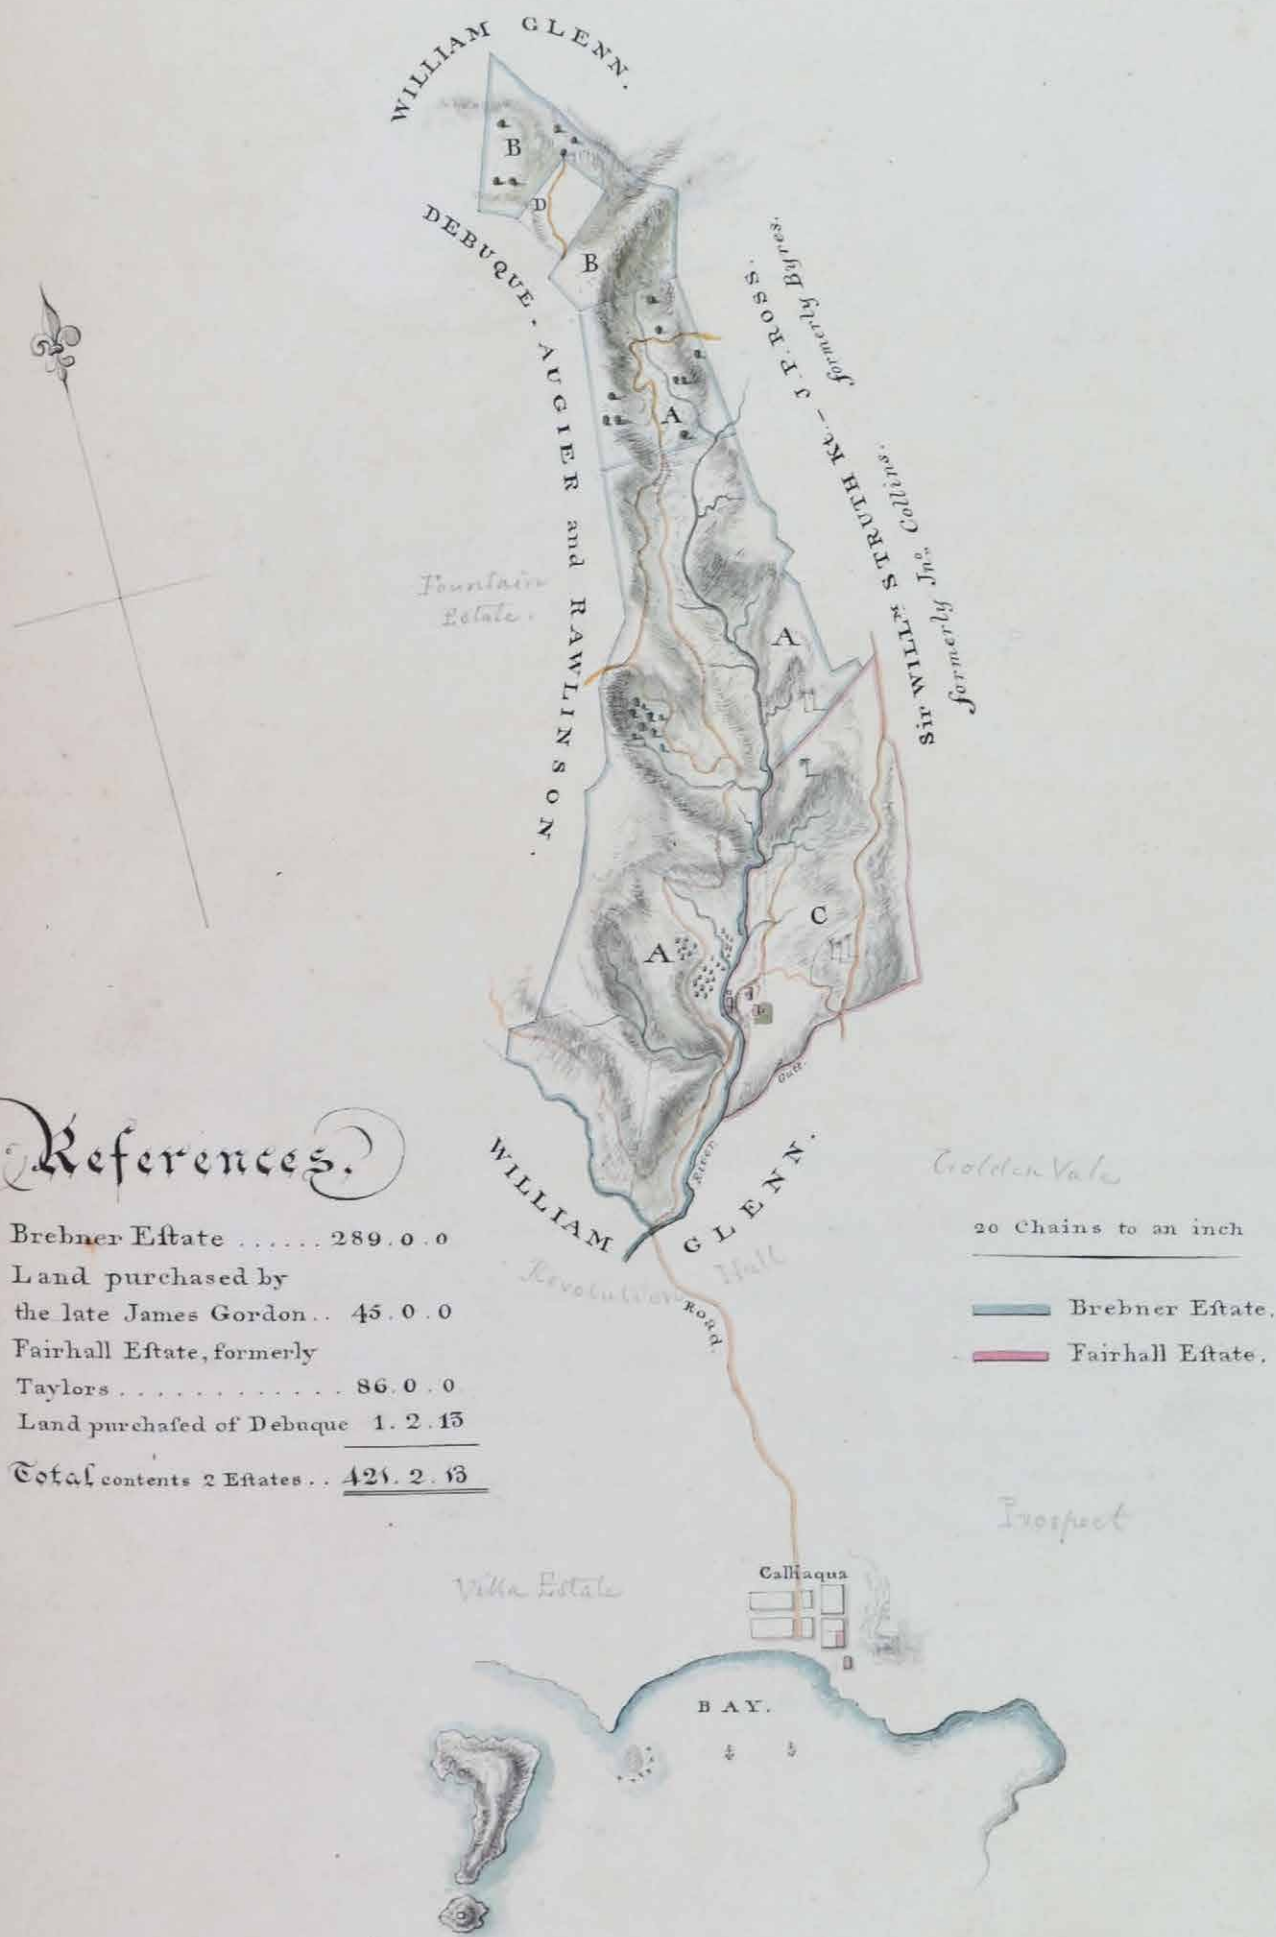 WILLIAM GLENN.
B
D
B
DEBUQUE. AUGIER and RAWLINSON.
J.P. ROSS.
formerly Byres.
Sir WILLM STRUTH Kt. –
formerly Jno. Collins.
A
Fountain
Estate.
A
C
A
Gutt.
River
WILLIAM GLENN.
References.
Brebner Eſtate ...... 289.0.0
Land purchased by
the late James Gordon.. 45.0.0
Fairhall Eſtate, formerly
Taylors ............ 86.0.0
Land purchaſed of Debuque 1.2.13
Total contents 2 Eſtates.. 421.2.13
Golden Vale
20 Chains to an inch
Brebner Eſtate.
Fairhall Eſtate.
Revolution Hall
Road.
Prospect
Villa Estate
Calliaqua
BAY.